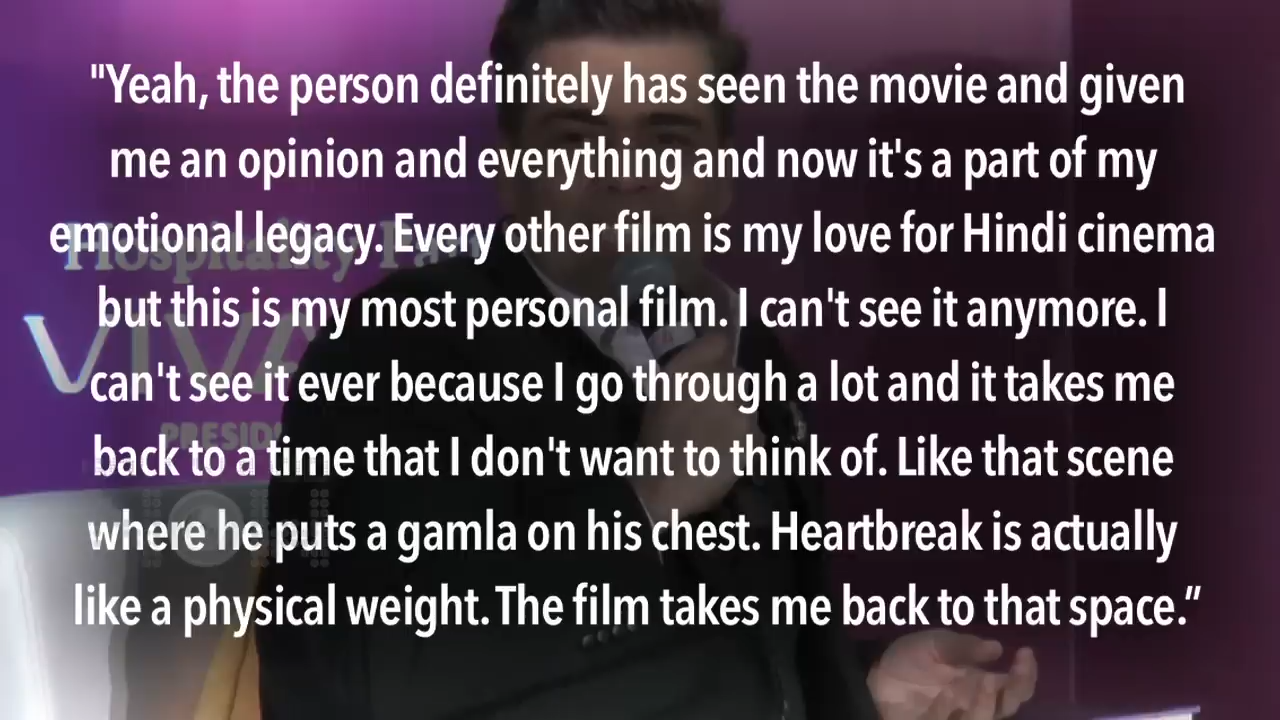 "Yeah, the person definitely has seen the movie and given
me an opinion and everything and now it's a part of my
emotional legacy. Every other film is my love for Hindi cinema
but this is my most personal film. I can't see it anymore. I
can't see it ever because I go through a lot and it takes me
back to a time that I don't want to think of. Like that scene
where he puts a gamla on his chest. Heartbreak is actually
like a physical weight. The film takes me back to that space.”
Hospitality